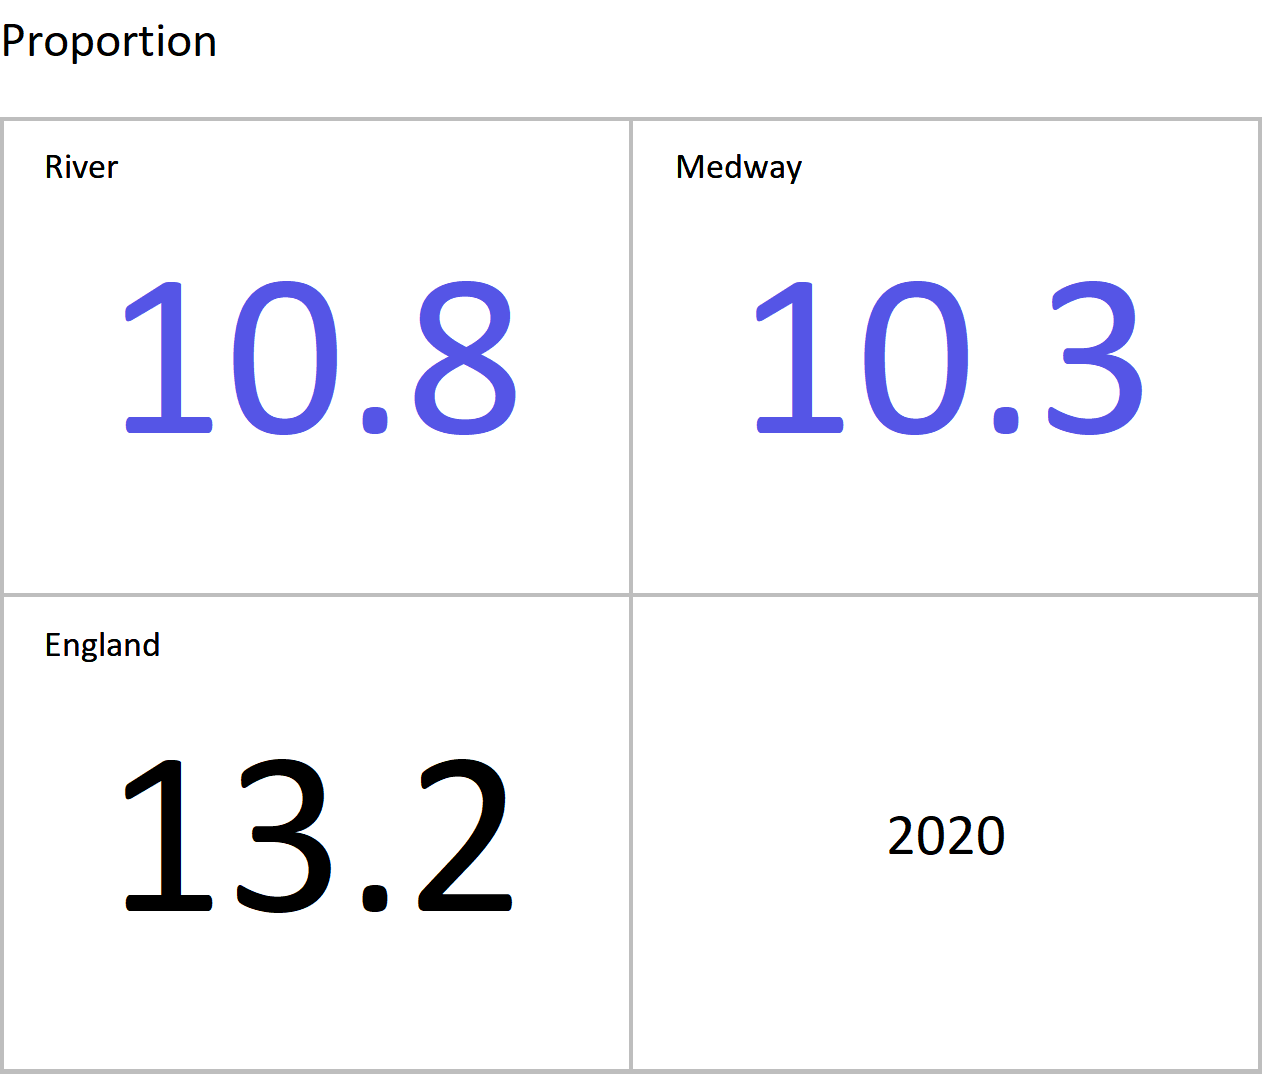 Proportion
River
10.8
Medway
10.3
England
13.2
2020